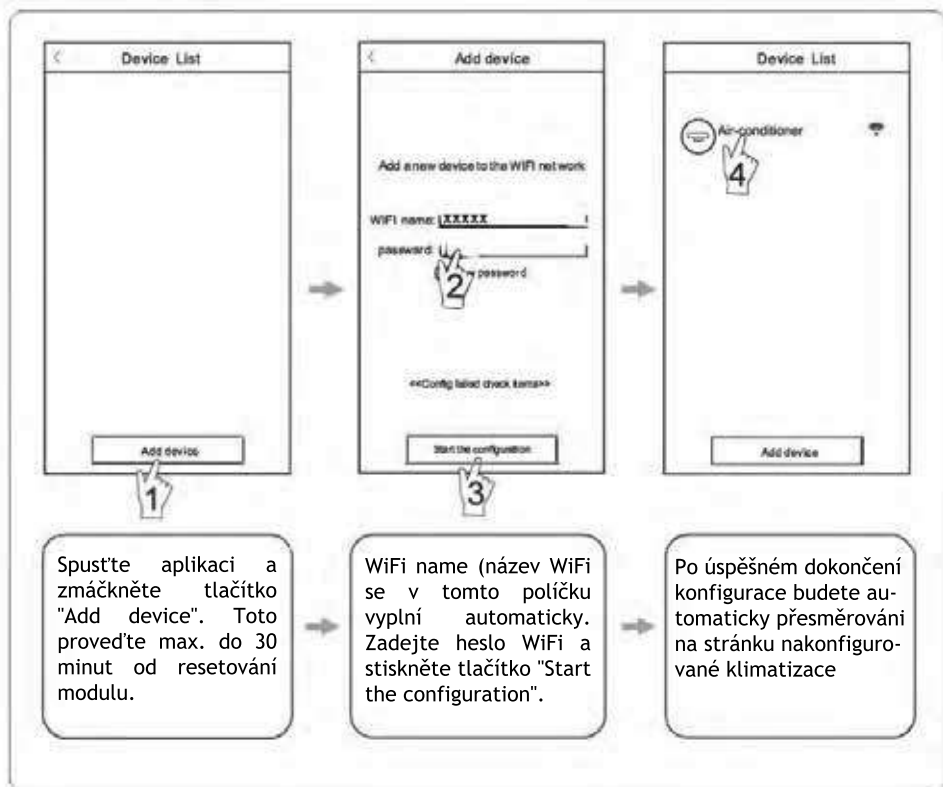 Device List
Add device
1
Add device
Add a new device to the WIFI network
WIFI name: XXXXX
password:
2
password
<<Config failed check items>>
Start the configuration
3
Device List
Air-conditioner
4
Add device
Spusťte aplikaci a
zmáčkněte tlačítko
"Add device". Toto
proveďte max. do 30
minut od resetování
modulu.
WiFi name (název WiFi
se v tomto políčku
vyplní automaticky.
Zadejte heslo WiFi a
stiskněte tlačítko "Start
the configuration".
Po úspěšném dokončení
konfigurace budete au-
tomaticky přesměrováni
na stránku nakonfiguro-
vané klimatizace